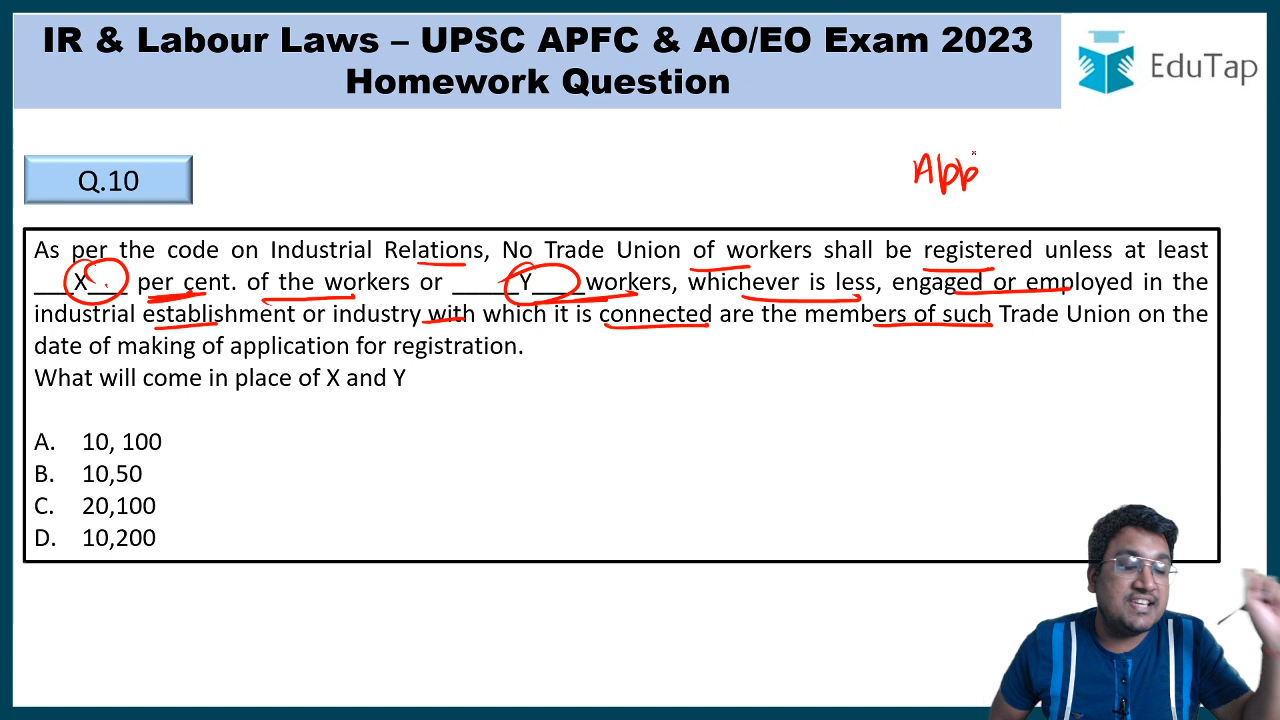 IR & Labour Laws – UPSC APFC & AO/EO Exam 2023
Homework Question
EduTap
Q.10
App
As per the code on Industrial Relations, No Trade Union of workers shall be registered unless at least
___X___ per cent. of the workers or _____Y____workers, whichever is less, engaged or employed in the
industrial establishment or industry with which it is connected are the members of such Trade Union on the
date of making of application for registration.
What will come in place of X and Y
A. 10, 100
B. 10,50
C. 20,100
D. 10,200